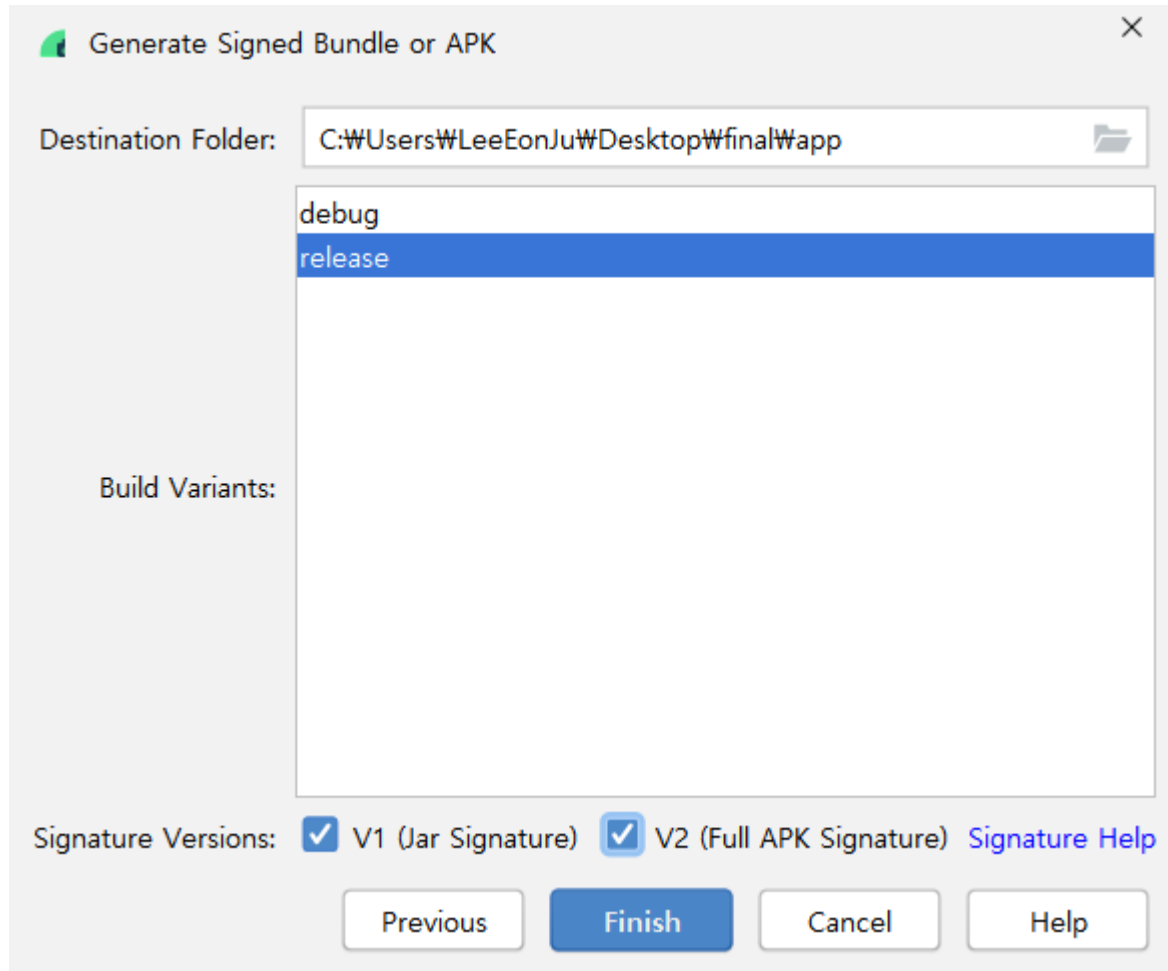 Generate Signed Bundle or APK
Destination Folder: C:₩Users₩LeeEonJu₩Desktop₩final₩app
debug
release
Build Variants:
Signature Versions: V1 (Jar Signature) V2 (Full APK Signature) Signature Help
Previous Finish Cancel Help